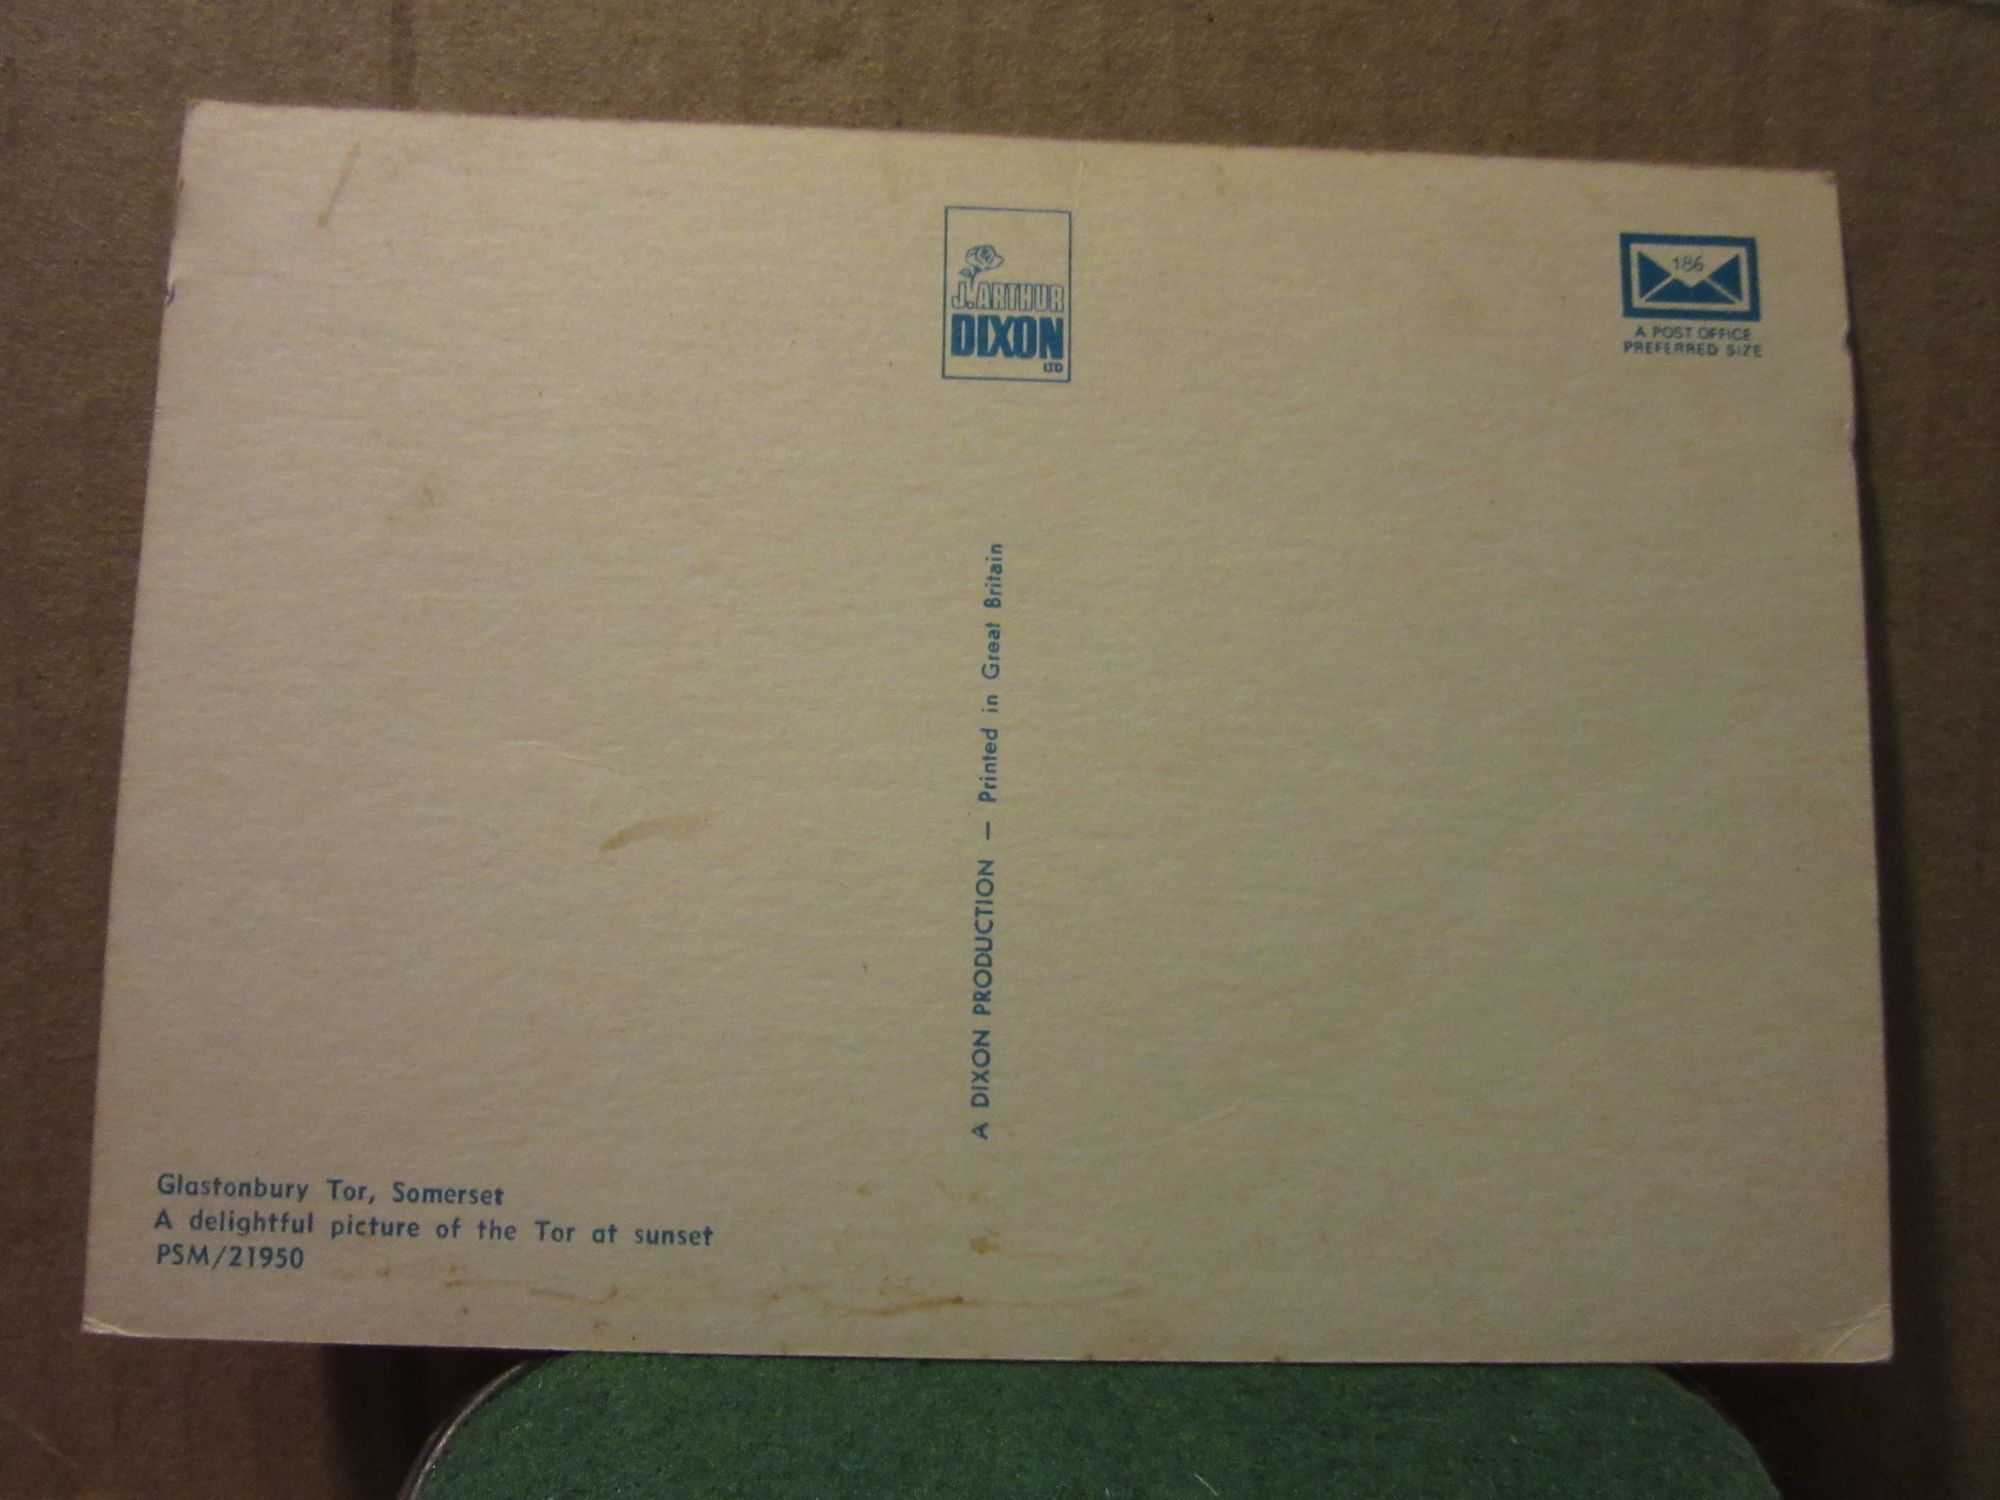 J. ARTHUR
DIXON
LTD
186
A POST OFFICE
PREFERRED SIZE
A DIXON PRODUCTION — Printed in Great Britain
Glastonbury Tor, Somerset
A delightful picture of the Tor at sunset
PSM/21950